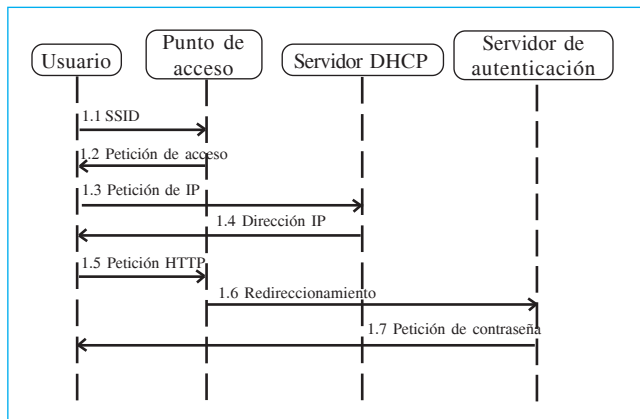 Usuario
Punto de
acceso
Servidor DHCP
Servidor de
autenticación
1.1 SSID
1.2 Petición de acceso
1.3 Petición de IP
1.4 Dirección IP
1.5 Petición HTTP
1.6 Redireccionamiento
1.7 Petición de contraseña